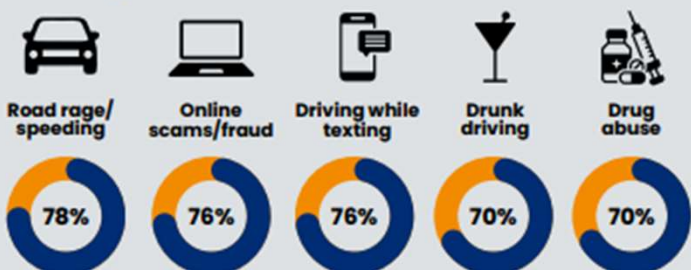 Road rage/
speeding
Online
scams/fraud
Driving while
texting
Drunk
driving
Drug
abuse
78%
76%
76%
70%
70%